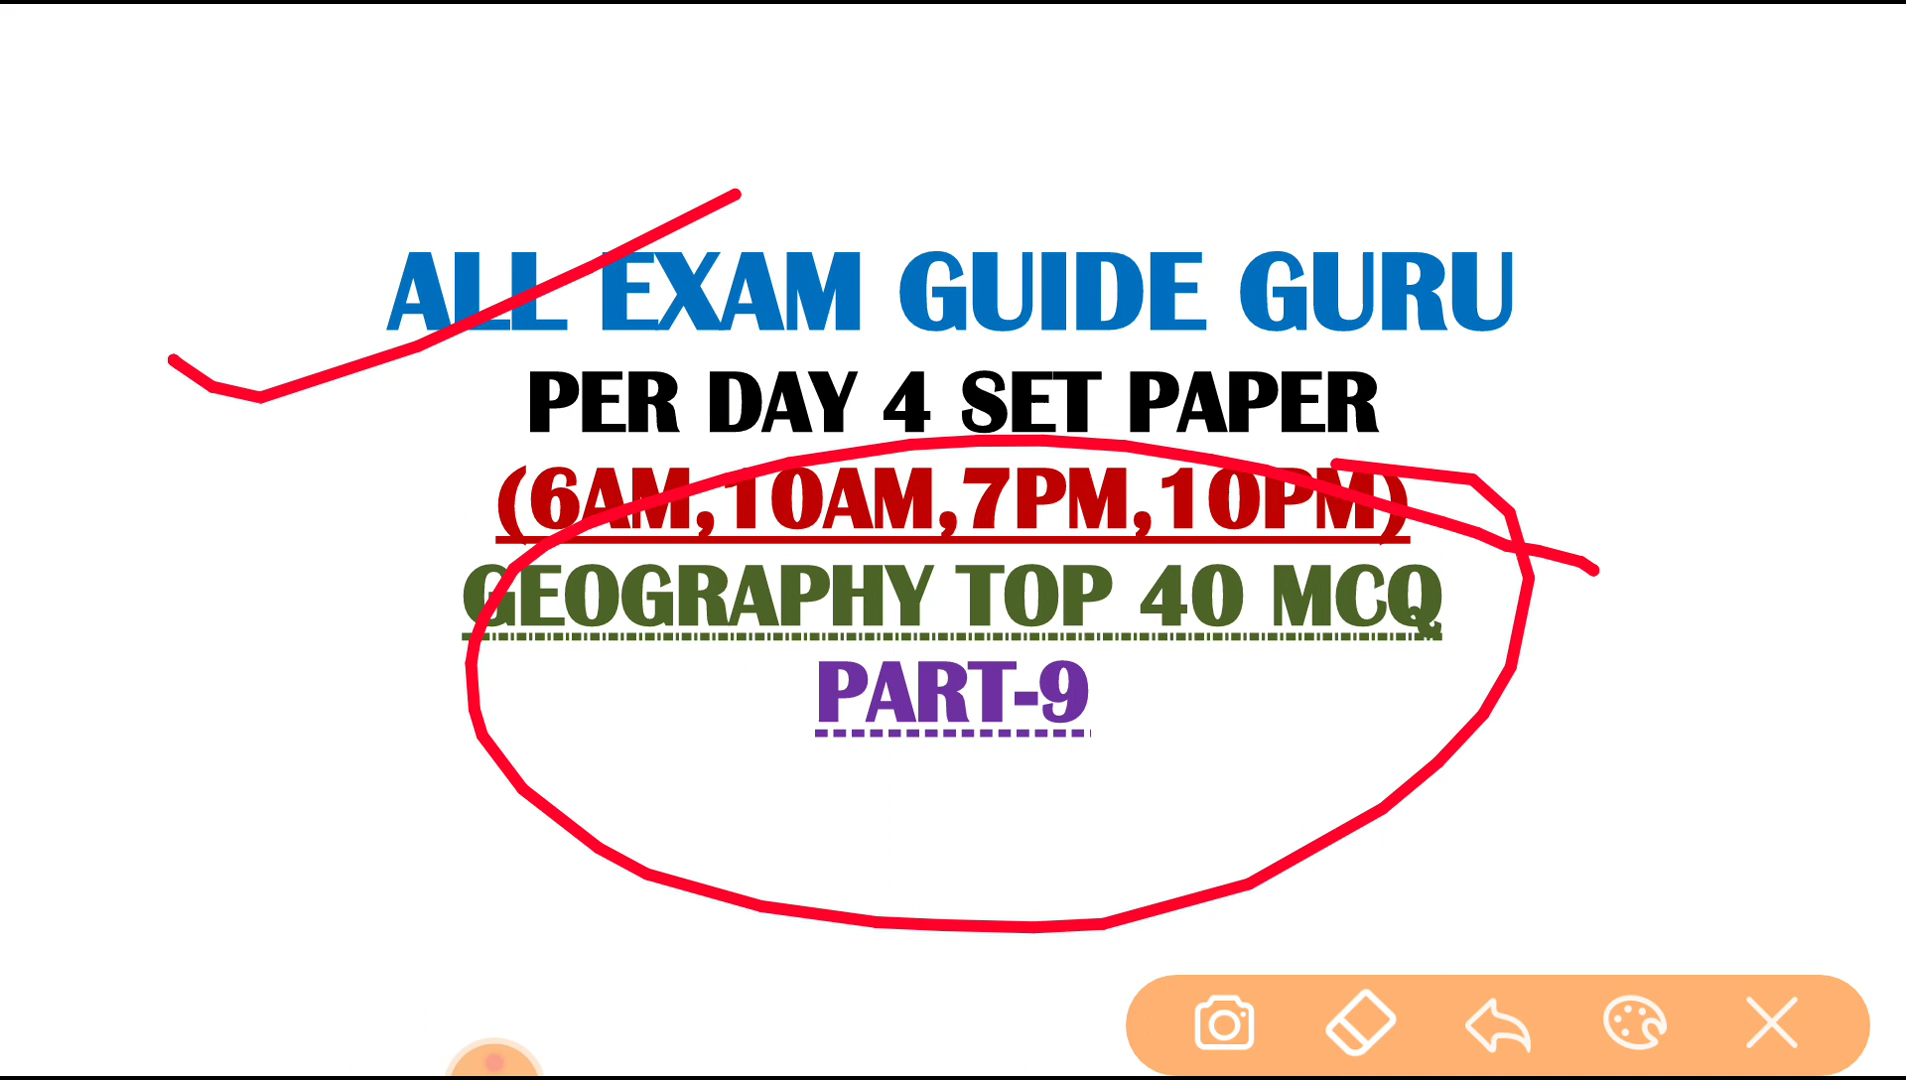 ALL EXAM GUIDE GURU
PER DAY 4 SET PAPER
(6AM,10AM,7PM,10PM)
GEOGRAPHY TOP 40 MCQ
PART-9